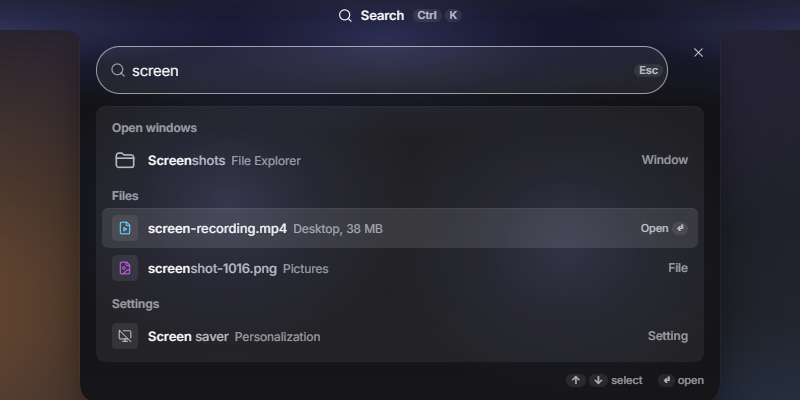 Search Ctrl K
screen Esc
Open windows
Screenshots File Explorer Window
Files
screen-recording.mp4 Desktop, 38 MB Open
screenshot-1016.png Pictures File
Settings
Screen saver Personalization Setting
select open